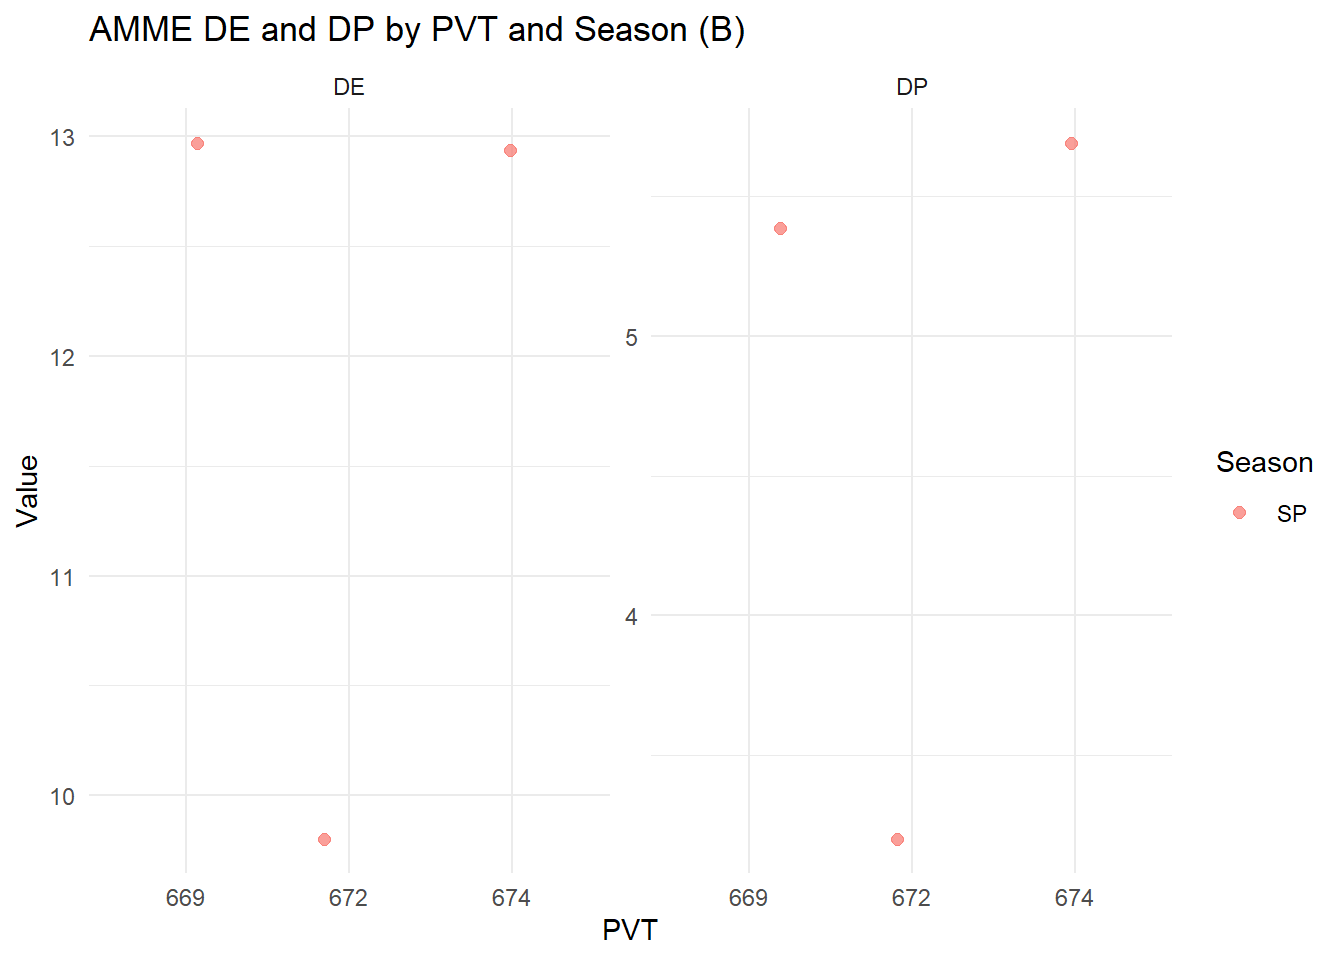 AMME DE and DP by PVT and Season (B)
DE
DP
13
12
11
10
5
4
Value
669
672
674
669
672
674
PVT
Season
SP